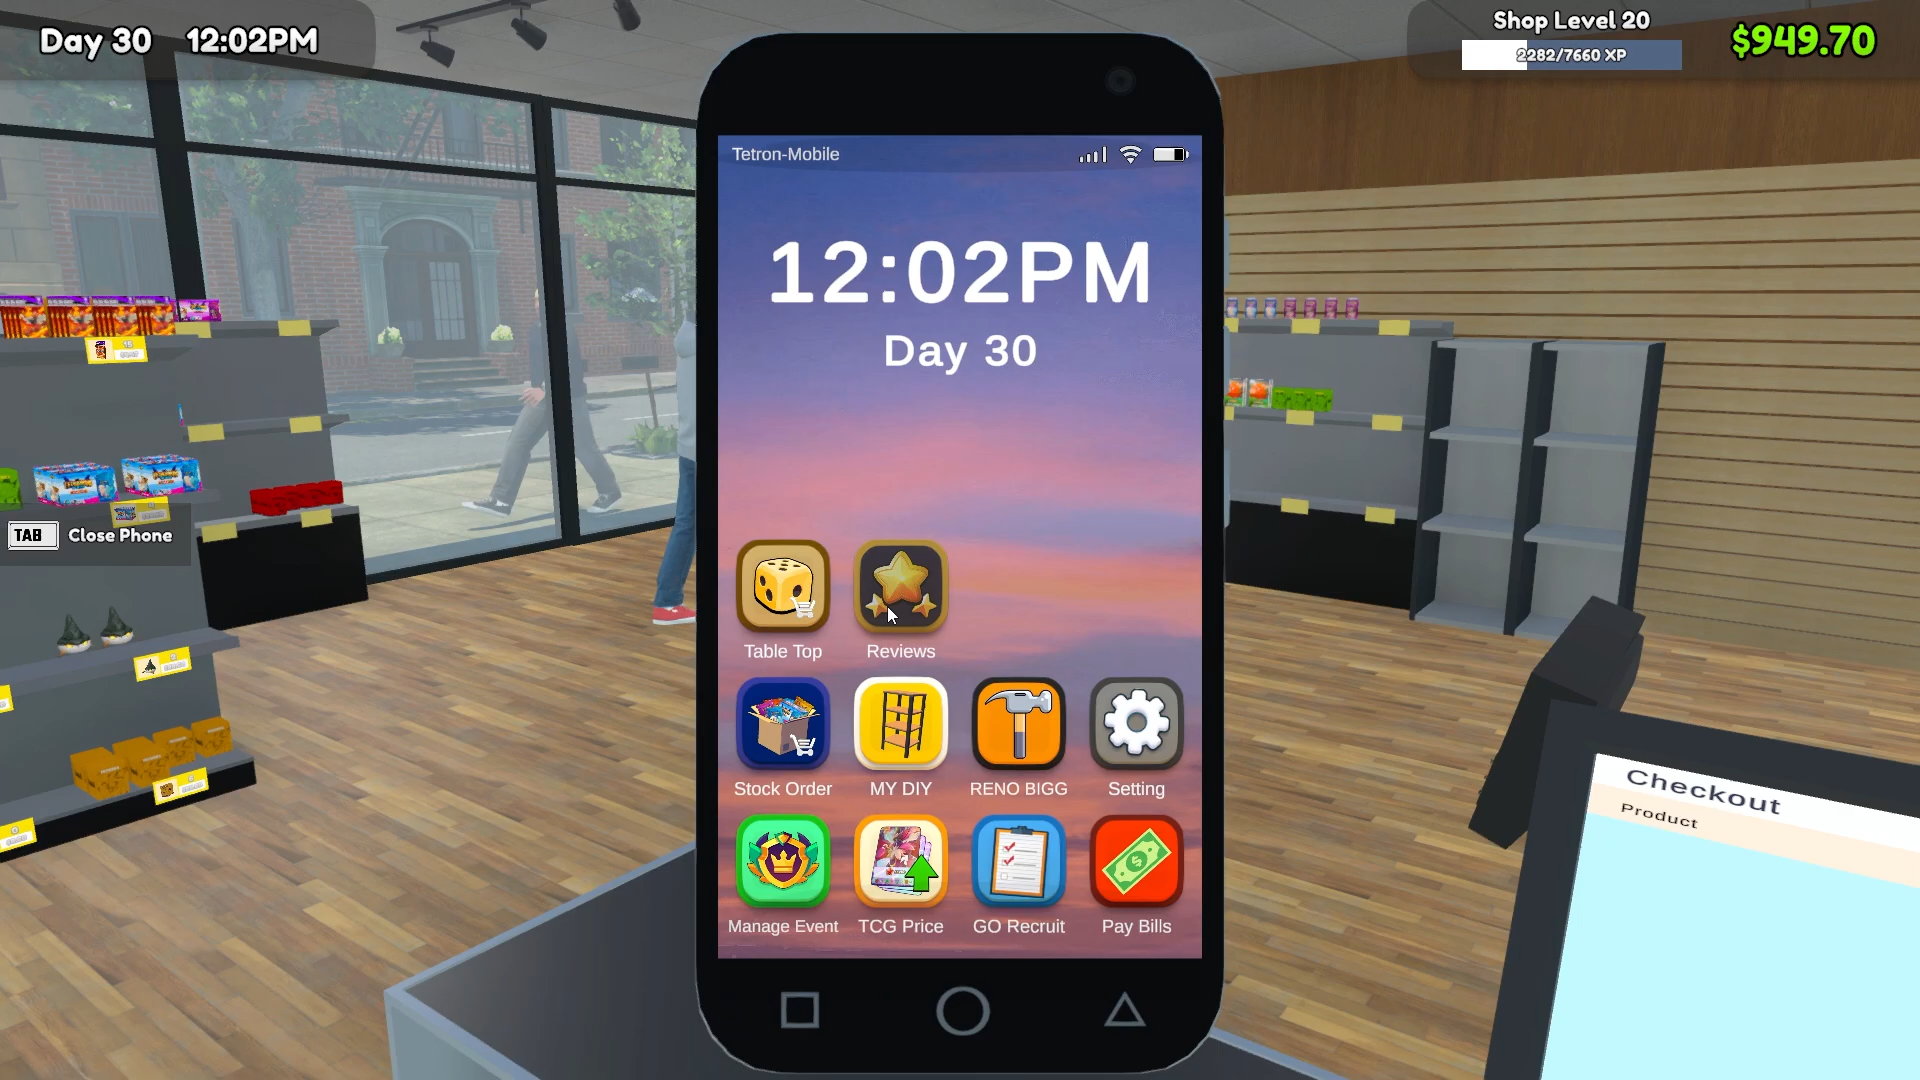 Day 30 12:02PM
Shop Level 20
2282/7660 XP
$949.70
Tetron-Mobile
12:02PM
Day 30
TAB Close Phone
Table Top Reviews
Stock Order MY DIY RENO BIGG Setting
Manage Event TCG Price GO Recruit Pay Bills
Checkout
Product